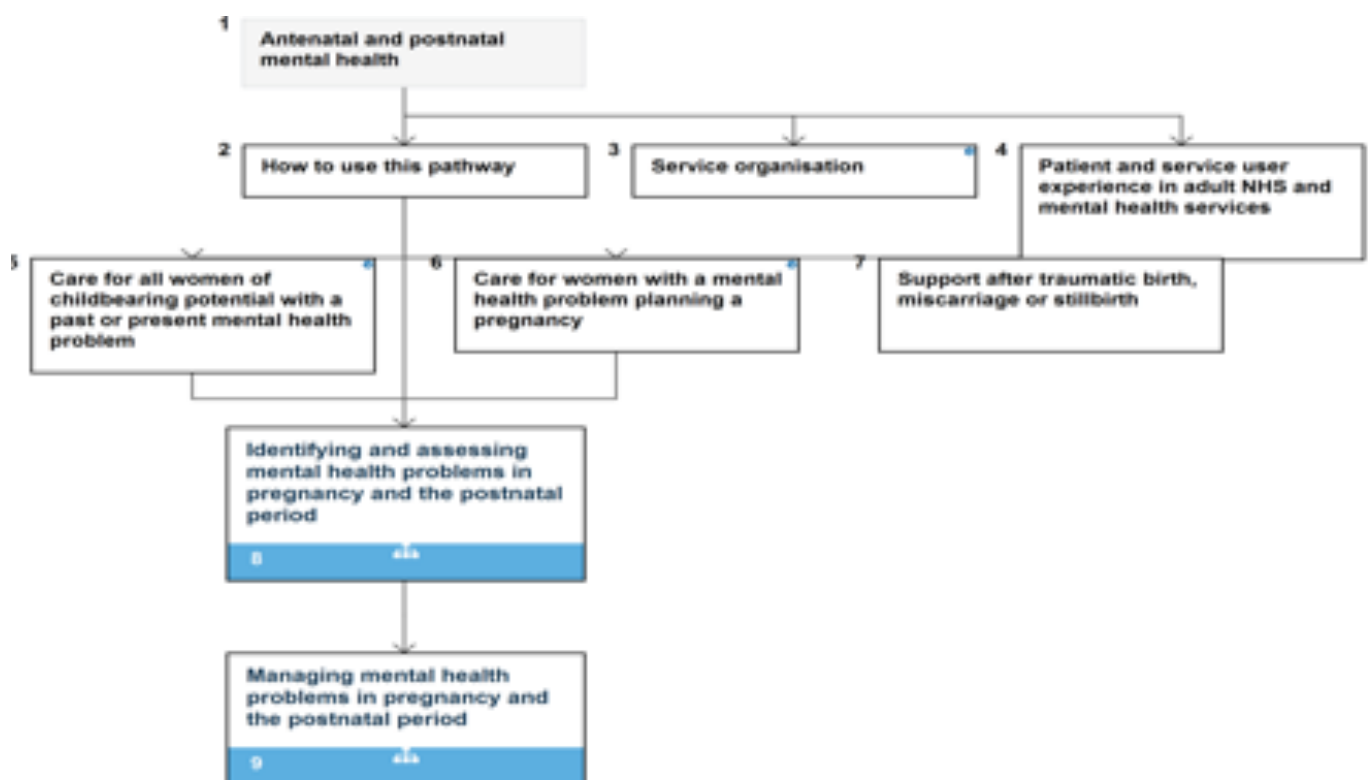 1
Antenatal and postnatal
mental health
2
How to use this pathway
3
Service organisation
4
Patient and service user
experience in adult NHS and
mental health services
5
Care for all women of
childbearing potential with a
past or present mental health
problem
6
Care for women with a mental
health problem planning a
pregnancy
7
Support after traumatic birth,
miscarriage or stillbirth
Identifying and assessing
mental health problems in
pregnancy and the postnatal
period
8
Managing mental health
problems in pregnancy and
the postnatal period
9